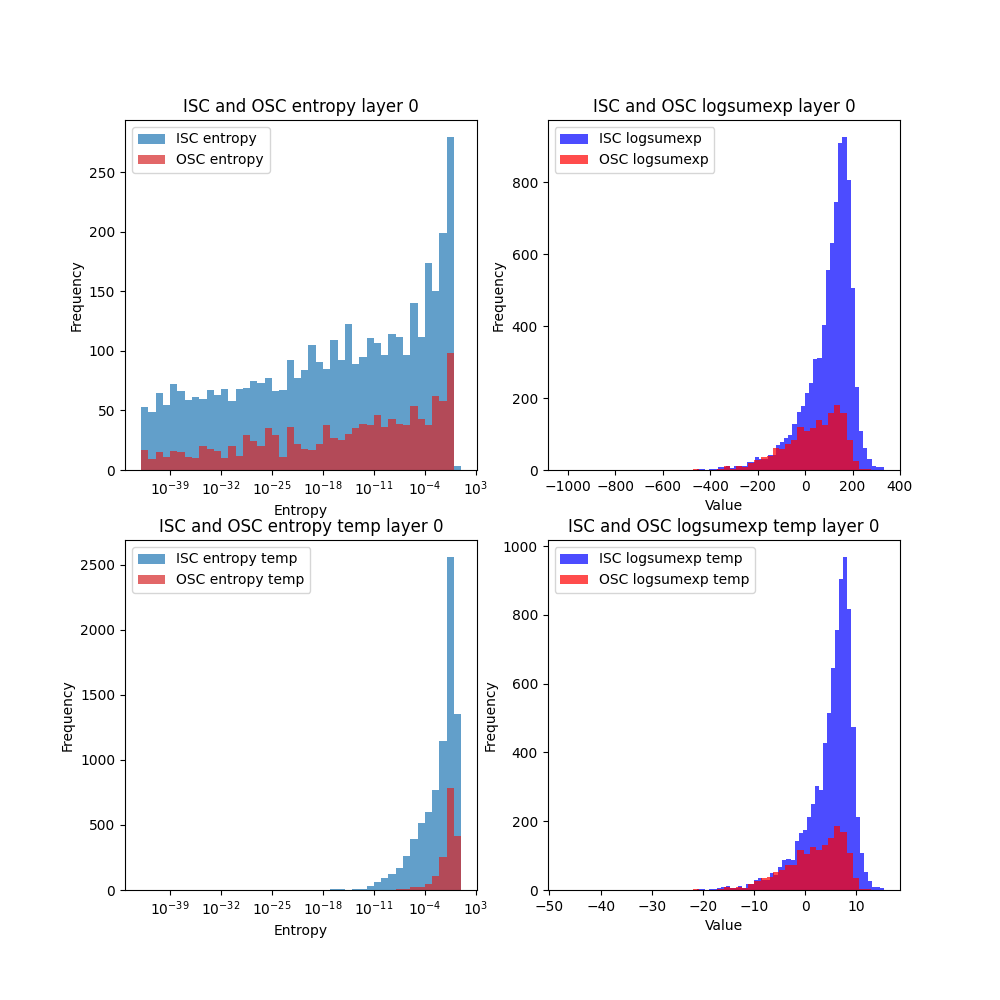 ISC and OSC entropy layer 0
ISC entropy
OSC entropy
Frequency
250
200
150
100
50
0
10⁻³⁹ 10⁻³² 10⁻²⁵ 10⁻¹⁸ 10⁻¹¹ 10⁻⁴ 10³
Entropy
ISC and OSC logsumexp layer 0
ISC logsumexp
OSC logsumexp
Frequency
800
600
400
200
0
−1000 −800 −600 −400 −200 0 200 400
Value
ISC and OSC entropy temp layer 0
ISC entropy temp
OSC entropy temp
Frequency
2500
2000
1500
1000
500
0
10⁻³⁹ 10⁻³² 10⁻²⁵ 10⁻¹⁸ 10⁻¹¹ 10⁻⁴ 10³
Entropy
ISC and OSC logsumexp temp layer 0
ISC logsumexp temp
OSC logsumexp temp
Frequency
1000
800
600
400
200
0
−50 −40 −30 −20 −10 0 10
Value